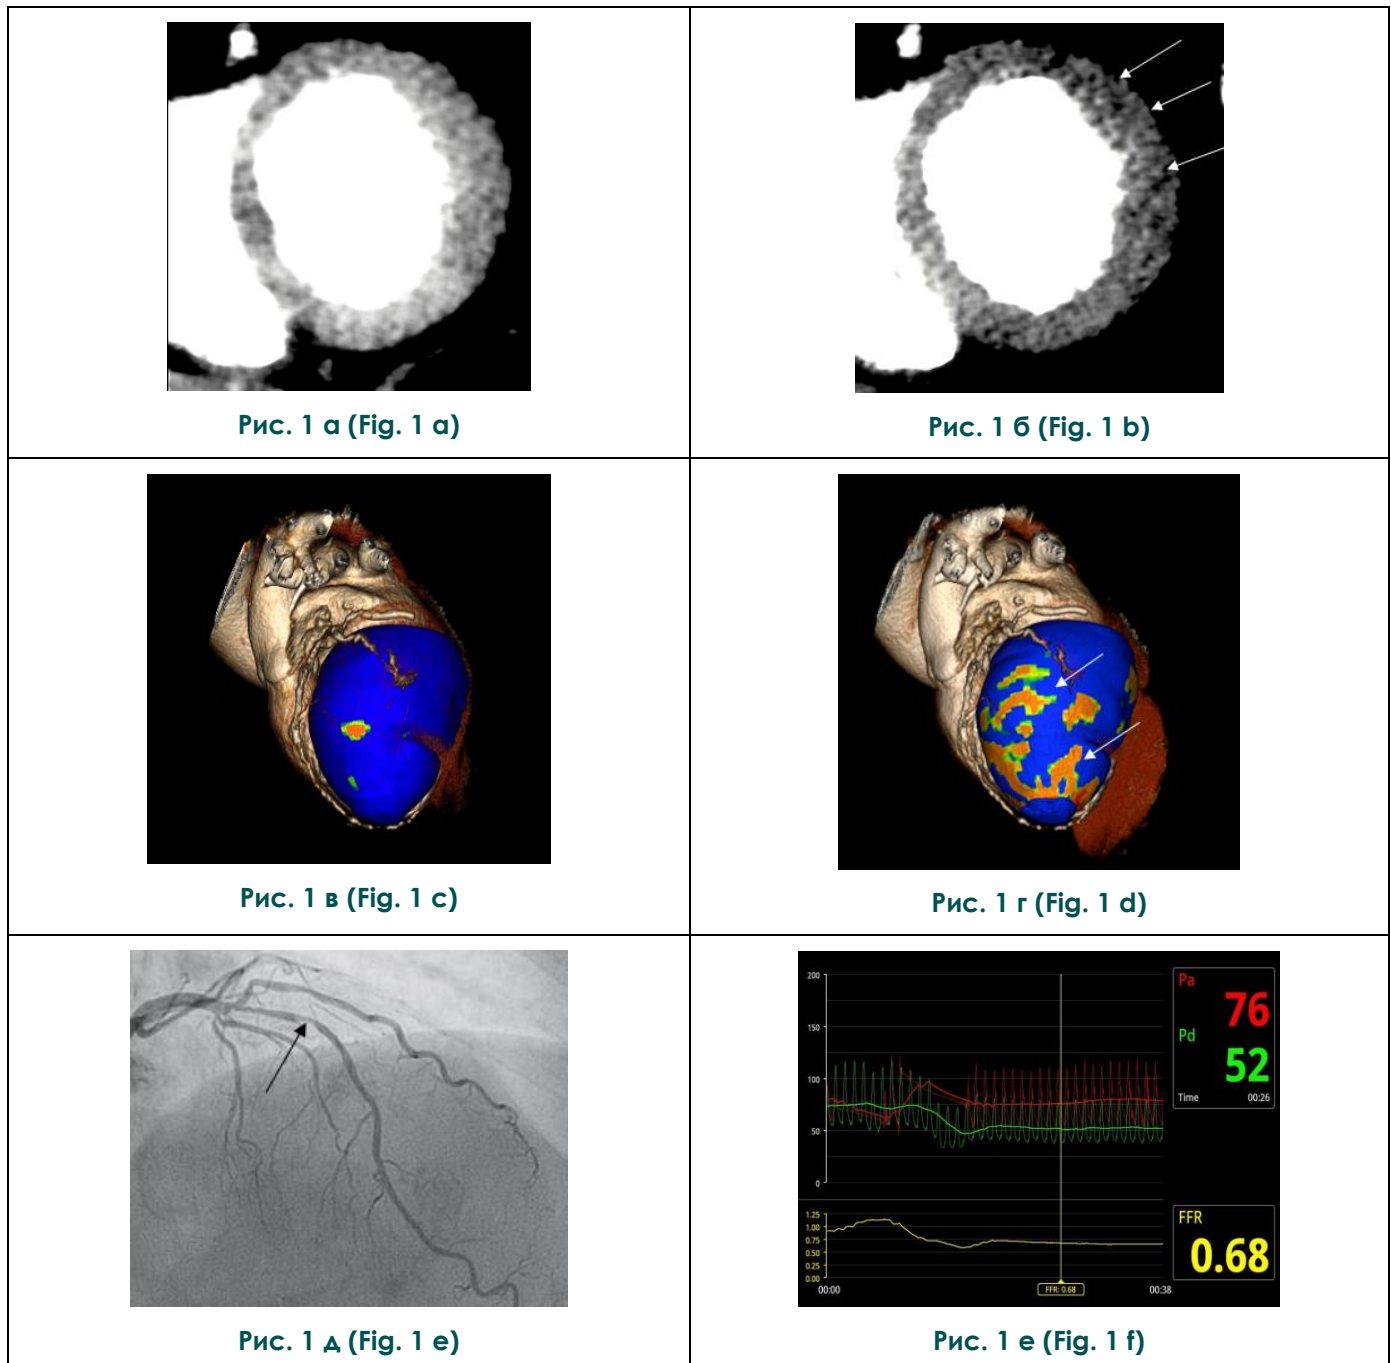 Рис. 1 а (Fig. 1 a)
Рис. 1 б (Fig. 1 b)
Рис. 1 в (Fig. 1 c)
Рис. 1 г (Fig. 1 d)
200
150
100
50
0
Pa
76
Pd
52
Time 00:26
1.25
1.00
0.75
0.50
0.25
0.00
00:00
FFR: 0.68
00:38
FFR
0.68
Рис. 1 д (Fig. 1 e)
Рис. 1 е (Fig. 1 f)